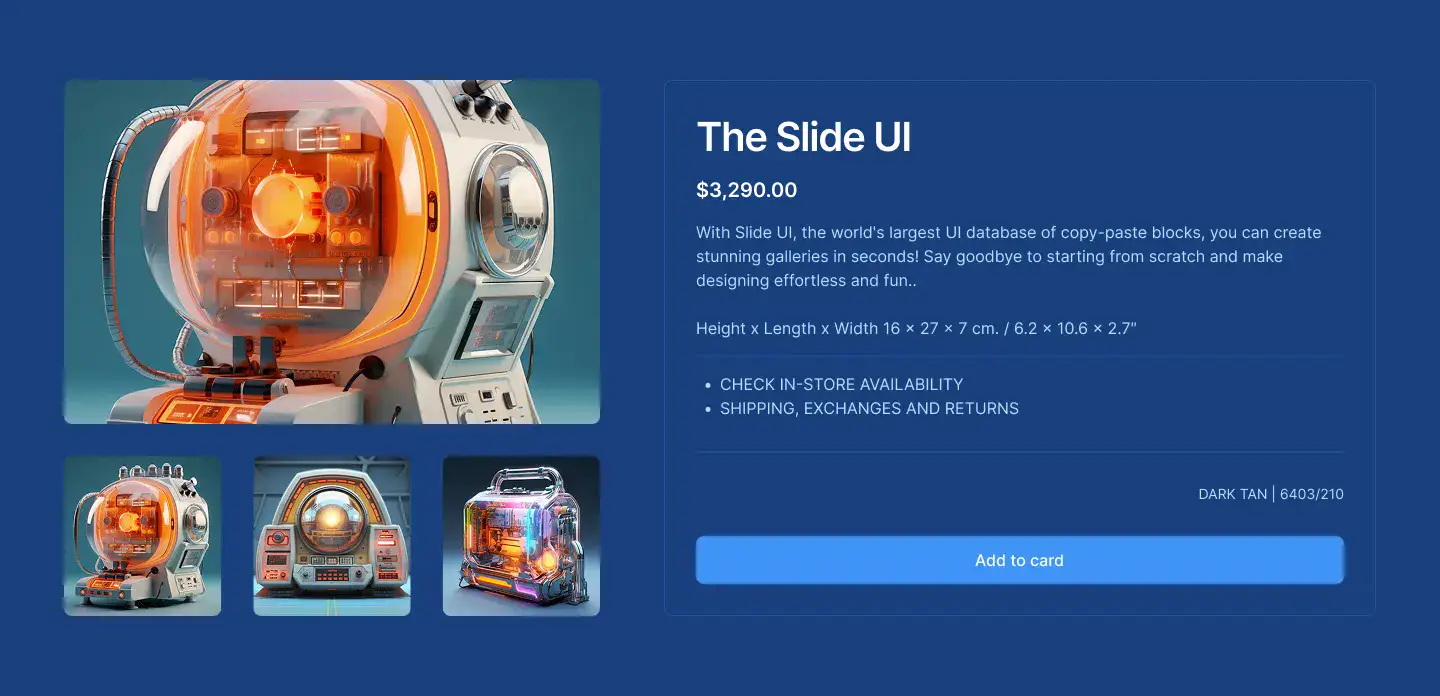 The Slide UI
$3,290.00
With Slide UI, the world's largest UI database of copy-paste blocks, you can create
stunning galleries in seconds! Say goodbye to starting from scratch and make
designing effortless and fun..
Height x Length x Width 16 × 27 × 7 cm. / 6.2 × 10.6 × 2.7″
• CHECK IN-STORE AVAILABILITY
• SHIPPING, EXCHANGES AND RETURNS
DARK TAN | 6403/210
Add to card